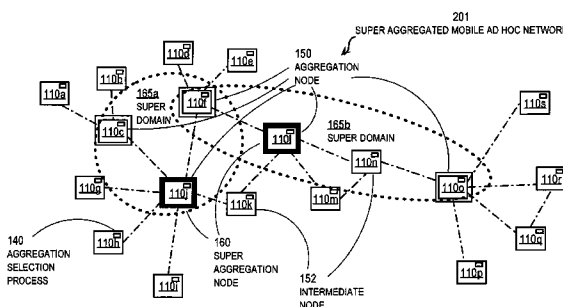 201
SUPER AGGREGATED MOBILE AD HOC NETWORK
150
AGGREGATION
NODE
110d
110e
110b
165a
SUPER
DOMAIN
110a
110f
110c
110s
165b
SUPER DOMAIN
110l
110n
110g
110j
110k
110m
110o
110r
110q
110h
110i
110p
140
AGGREGATION
SELECTION
PROCESS
160
SUPER
AGGREGATION
NODE
152
INTERMEDIATE
NODE